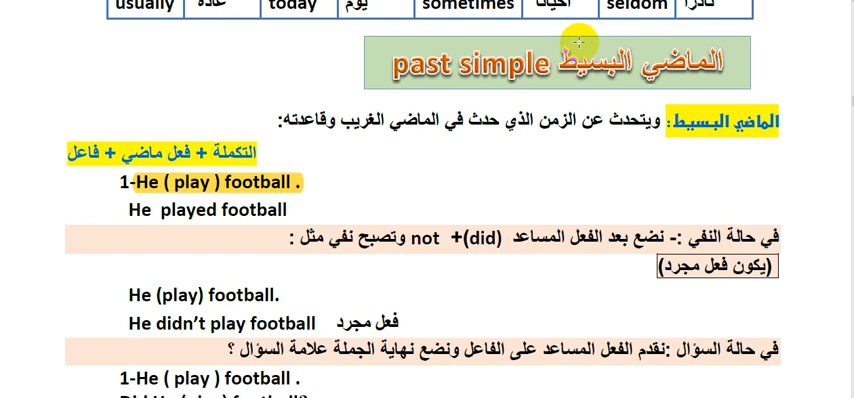 usually عادة today يوم sometimes احيانا seldom نادرا
الماضي البسيط past simple
الماضي البسيط: ويتحدث عن الزمن الذي حدث في الماضي الغريب وقاعدته:
التكملة + فعل ماضي + فاعل
1-He ( play ) football .
He played football
في حالة النفي :- نضع بعد الفعل المساعد (did)+ not وتصبح نفي مثل :
(يكون فعل مجرد)
He (play) football.
He didn't play football فعل مجرد
في حالة السؤال :نقدم الفعل المساعد على الفاعل ونضع نهاية الجملة علامة السؤال ؟
1-He ( play ) football .